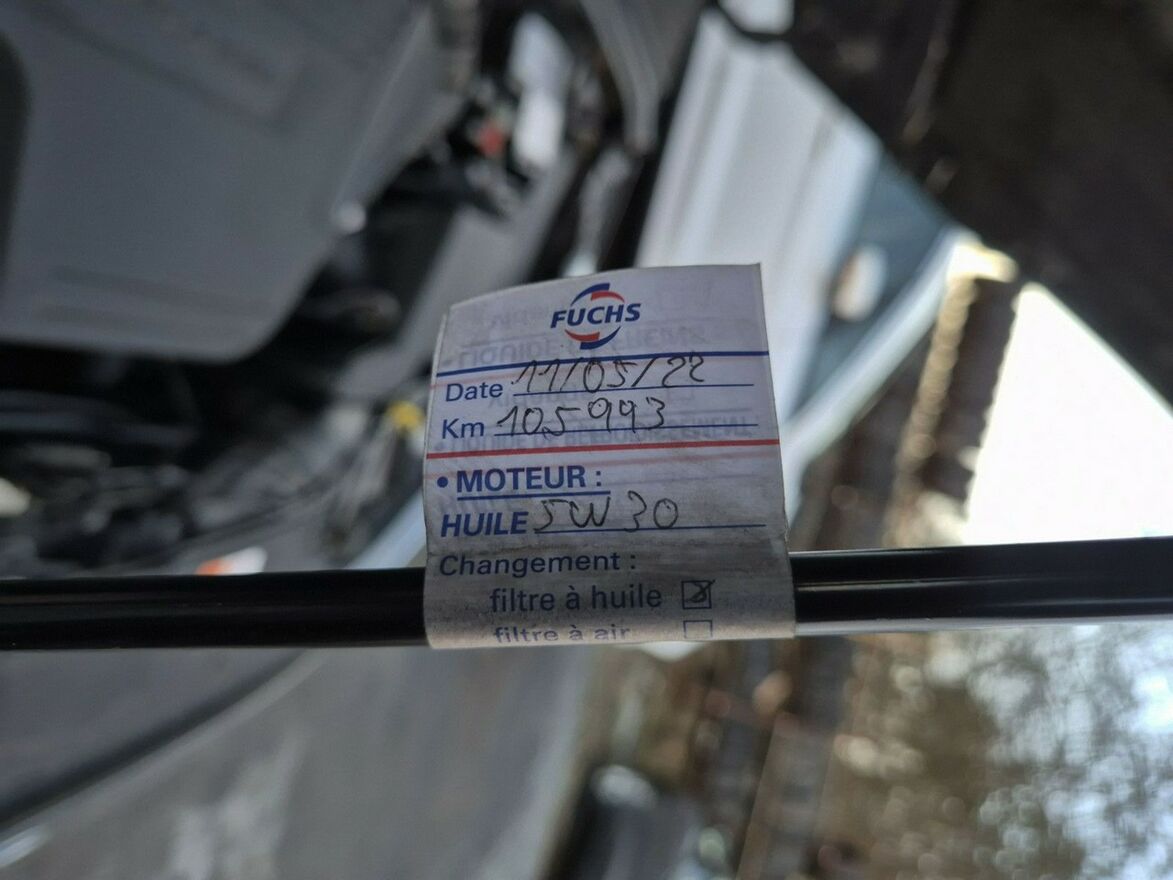 FUCHS
Date 11/05/22
Km 105993
• MOTEUR :
HUILE 5W30
Changement :
filtre à huile
filtre à air